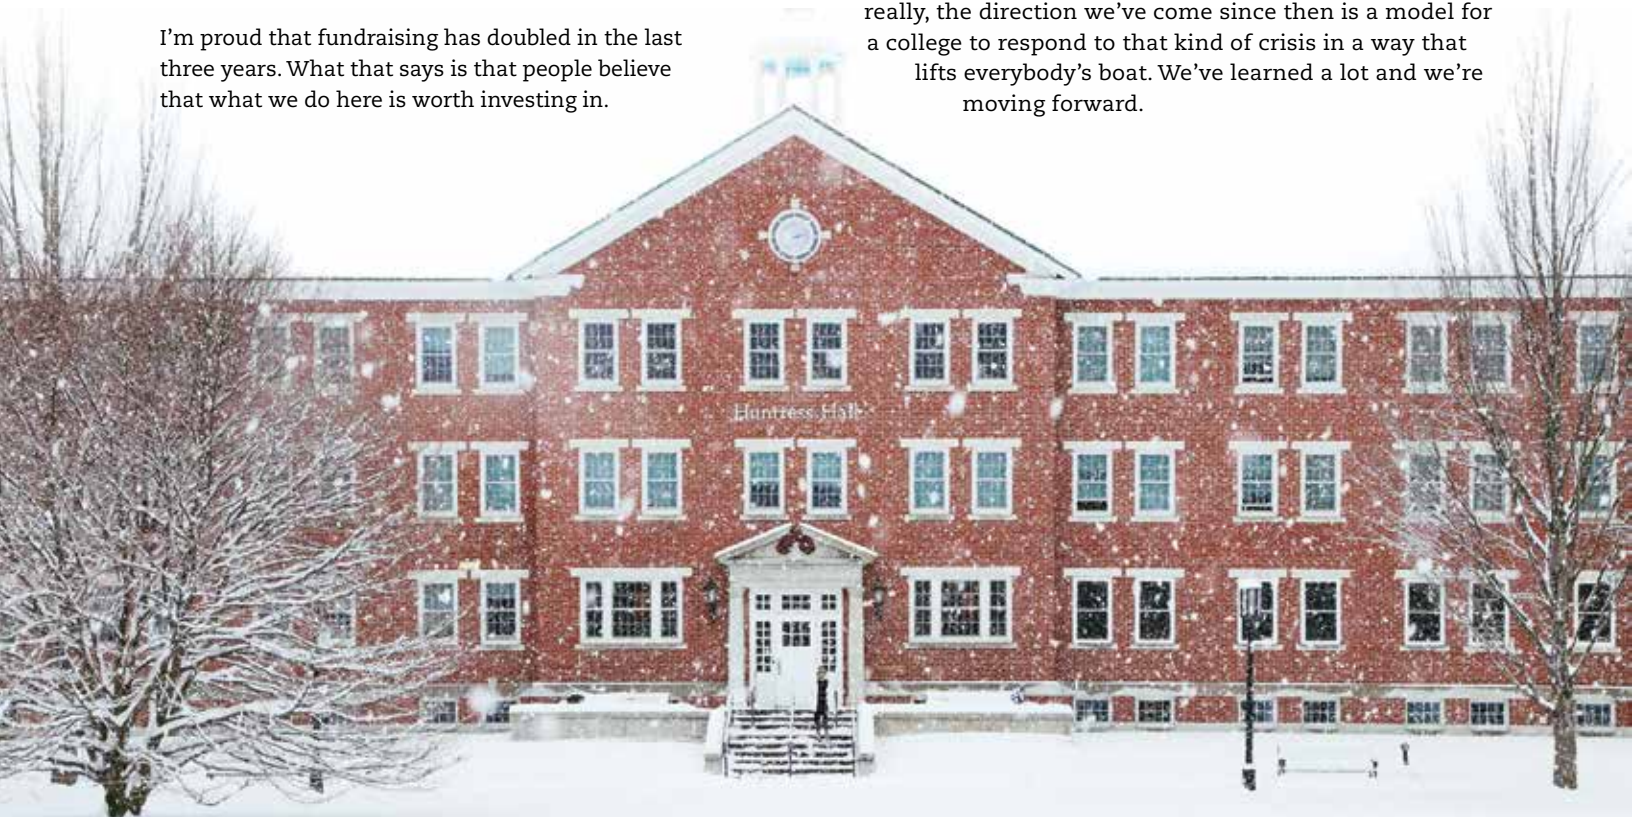 I'm proud that fundraising has doubled in the last
three years. What that says is that people believe
that what we do here is worth investing in.
really, the direction we've come since then is a model for
a college to respond to that kind of crisis in a way that
lifts everybody's boat. We've learned a lot and we're
moving forward.
Huntress Hall